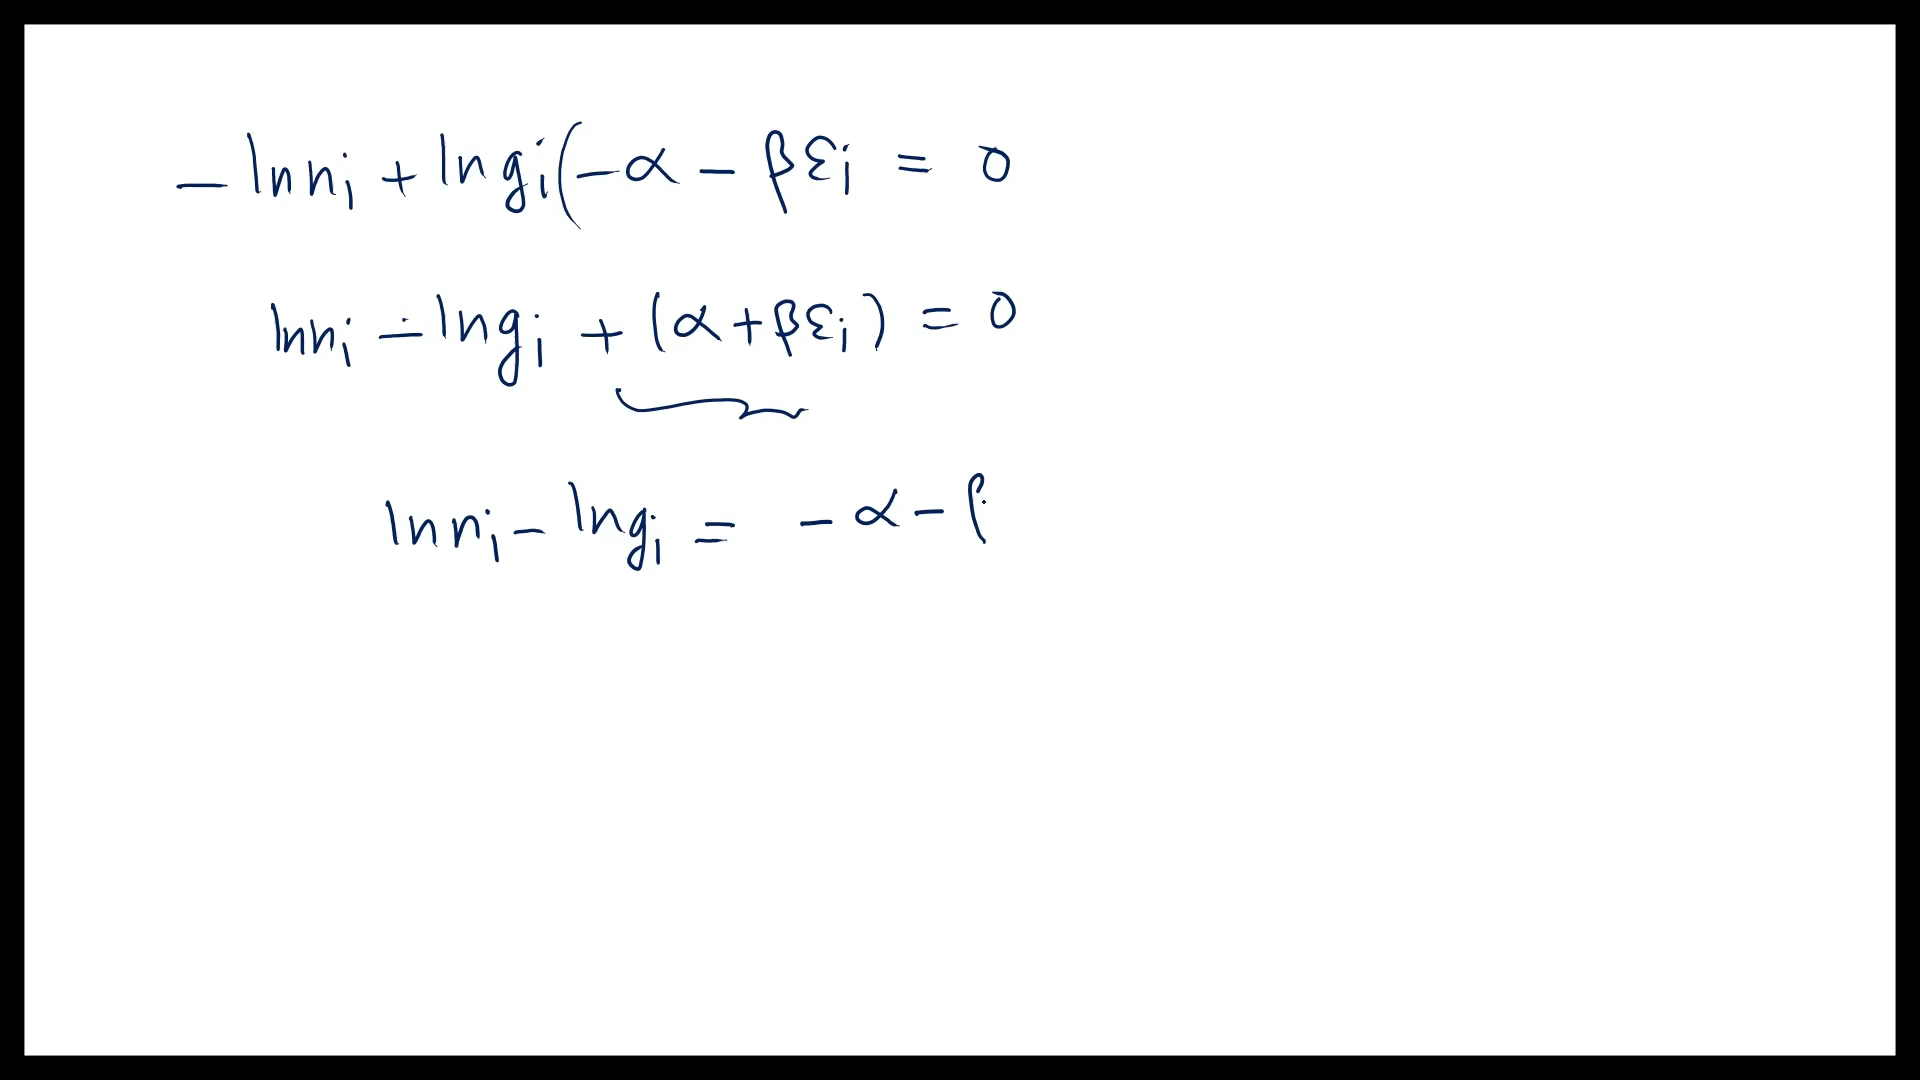 - ln nᵢ + ln gᵢ (- α - βεᵢ = 0
ln nᵢ - ln gᵢ + (α + βεᵢ) = 0
ln nᵢ - ln gᵢ = - α -